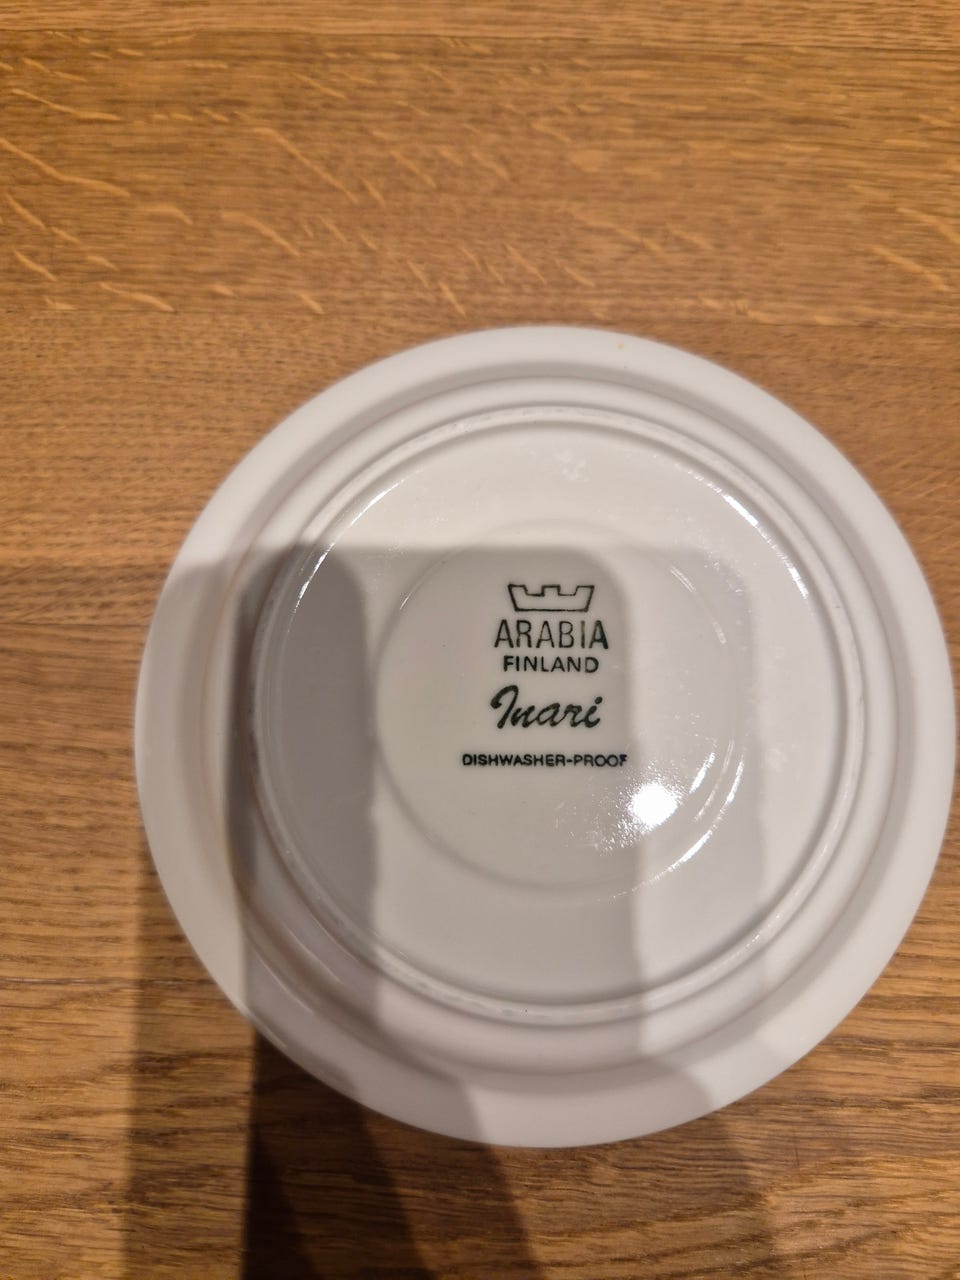 ARABIA
FINLAND
Inari
DISHWASHER-PROOF